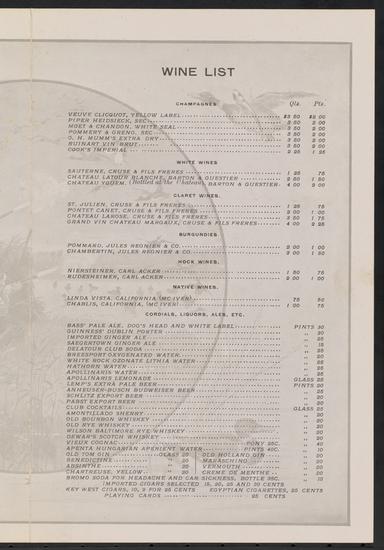 WINE LIST
CHAMPAGNES Qts. Pts.
VEUVE CLICQUOT, YELLOW LABEL $3 50 $2 00
PIPER HEIDSIECK, SEC 3 50 2 00
MOET & CHANDON, WHITE SEAL 3 50 2 00
POMMERY & GRENO, SEC 3 50 2 00
G. H. MUMM'S EXTRA DRY 3 50 2 00
RUINART VIN BRUT 3 50 2 00
COOK'S IMPERIAL 2 25 1 25
WHITE WINES
SAUTERNE, CRUSE & FILS FRERES 1 25 75
CHATEAU LATOUR BLANCHE, BARTON & GUESTIER 2 50 1 50
CHATEAU YQUEM, (Bottled at the Chateau) BARTON & GUESTIER 4 00 2 00
CLARET WINES.
ST. JULIEN, CRUSE & FILS FRERES 1 25 75
PONTET CANET, CRUSE & FILS FRERES 2 00 1 00
CHATEAU LAROSE, CRUSE & FILS FRERES 3 50 1 75
GRAND VIN CHATEAU MARGAUX, CRUSE & FILS FRERES 4 00 2 25
BURGUNDIES.
POMMARD, JULES REGNIER & CO. 2 00 1 00
CHAMBERTIN, JULES REGNIER & CO. 3 00 1 50
HOCK WINES.
NIERSTEINER, CARL ACKER 1 50 75
RUDESHEIMER, CARL ACKER 2 00 1 00
NATIVE WINES.
LINDA VISTA, CALIFORNIA (MC IVER) 75 50
CHABLIS, CALIFORNIA, (MC IVER) 1 00 75
CORDIALS, LIQUORS, ALES, ETC.
BASS' PALE ALE, DOG'S HEAD AND WHITE LABEL PINTS 30
GUINNESS' DUBLIN PORTER " 30
IMPORTED GINGER ALE " 25
SAEGERTOWN GINGER ALE " 15
DELATOUR CLUB SODA " 25
BREESPORT OXYGENATED WATER " 20
WHITE ROCK OZONATE LITHIA WATER " 25
HATHORN WATER " 25
APOLLINARIS WATER " 25
APOLLINARIS LEMONADE GLASS 25
LEMP'S EXTRA PALE BEER PINTS 20
ANHEUSER-BUSCH BUDWEISER BEER " 25
SCHLITZ EXPORT BEER " 20
PABST EXPORT BEER " 20
CLUB COCKTAILS GLASS 25
AMONTILLADO SHERRY " 20
OLD BOURBON WHISKEY " 20
OLD RYE WHISKEY " 20
WILSON BALTIMORE RYE WHISKEY " 20
DEWAR'S SCOTCH WHISKEY " 20
VIEUX COGNAC PONY 25C. " 40
APENTA HUNGARIAN APERIENT WATER PINTS 40C. " 10
OLD TOM GIN GLASS 20 OLD HOLLAND GIN " 20
BENEDICTINE " 20 MARASCHINO " 20
ABSINTHE " 20 VERMOUTH " 20
CHARTREUSE, YELLOW " 20 CREME DE MENTHE " 20
BROMO SODA FOR HEADACHE AND CAR SICKNESS, BOTTLE 25C. " 10
IMPORTED CIGARS SELECTED 15, 20, 25 AND 30 CENTS
KEY WEST CIGARS, 10, 2 FOR 25 CENTS EGYPTIAN CIGARETTES, 25 CENTS
PLAYING CARDS 25 CENTS